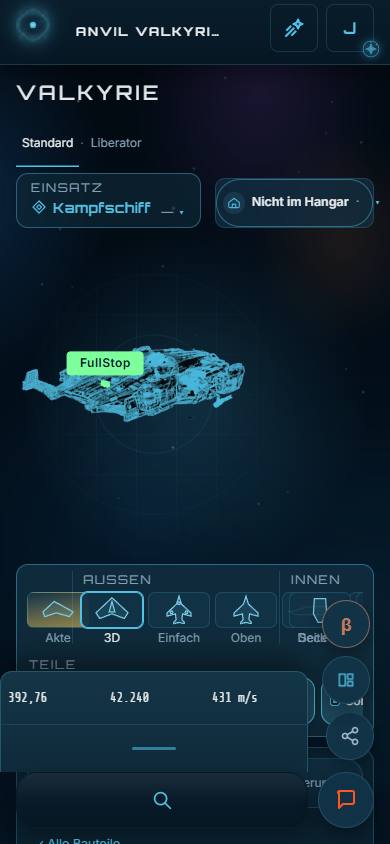 ANVIL VALKYRI…
VALKYRIE
Standard · Liberator
EINSATZ
Kampfschiff
Nicht im Hangar ·
FullStop
AUSSEN
INNEN
Akte
3D
Einfach
Oben
β
TEILE
392,76
42.240
431 m/s
‹ Alle Bauteile